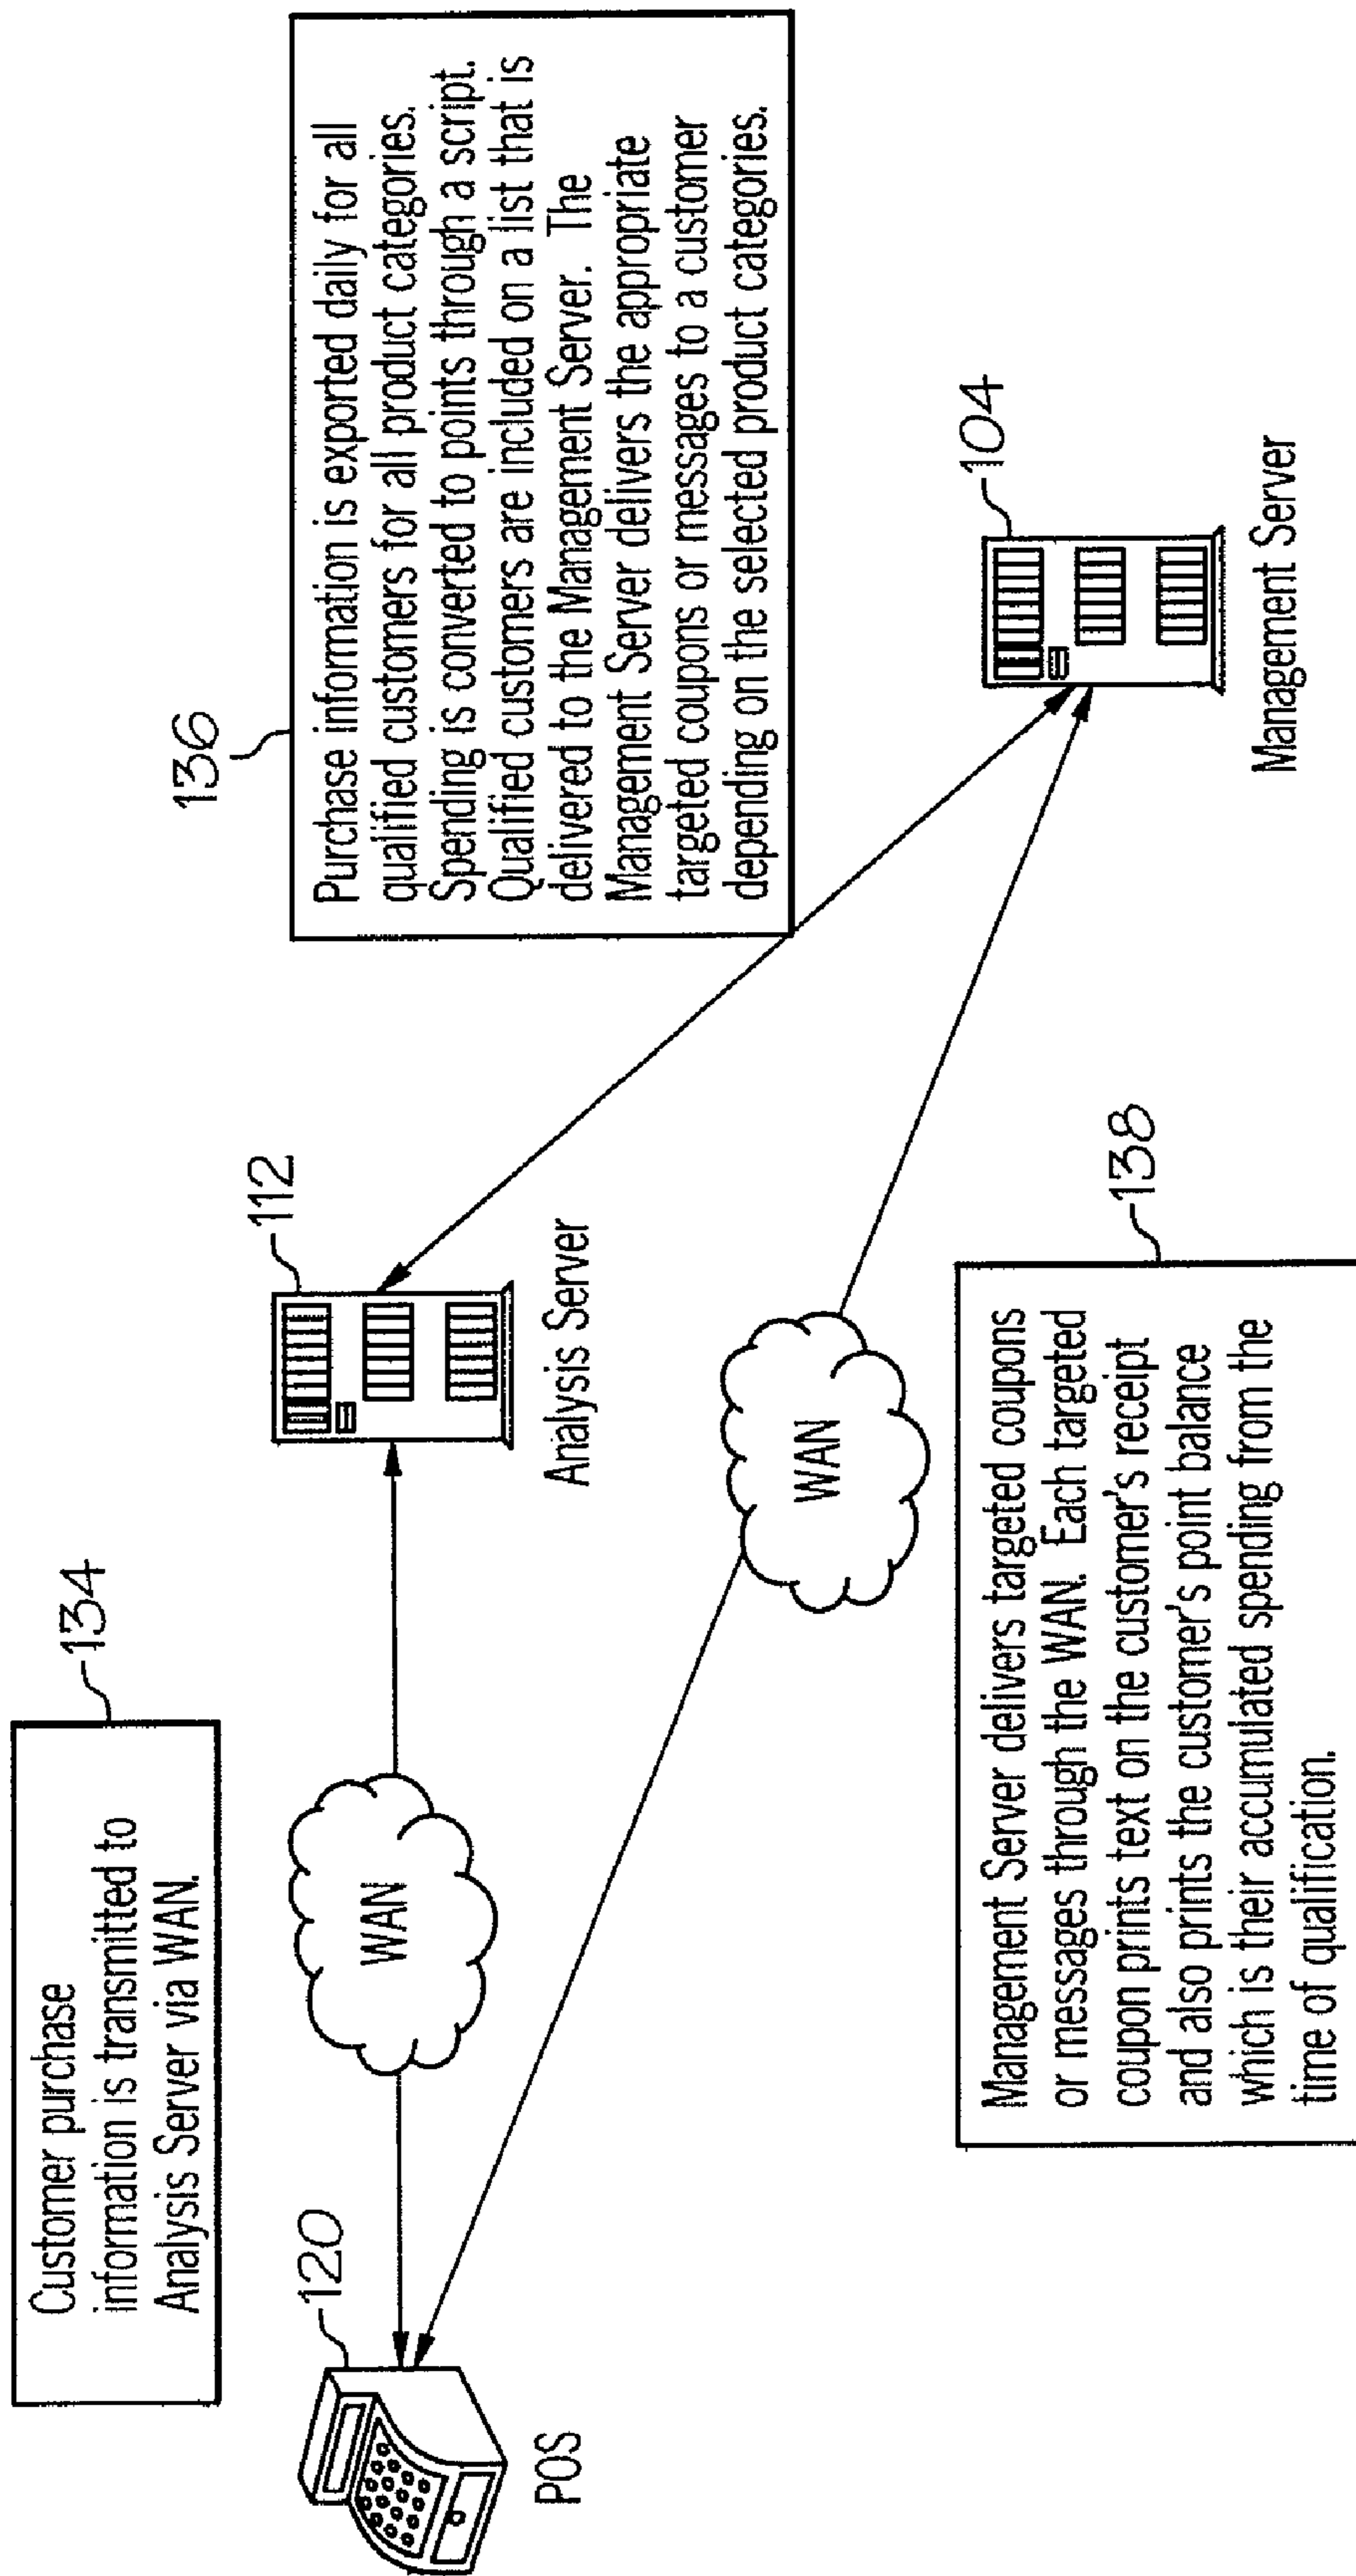 134
Customer purchase
information is transmitted to
Analysis Server via WAN.
136
Purchase information is exported daily for all
qualified customers for all product categories.
Spending is converted to points through a script.
Qualified customers are included on a list that is
delivered to the Management Server.  The
Management Server delivers the appropriate
targeted coupons or messages to a customer
depending on the selected product categories.
120
POS
WAN
112
Analysis Server
WAN
104
Management Server
138
Management Server delivers targeted coupons
or messages through the WAN.  Each targeted
coupon prints text on the customer's receipt
and also prints the customer's point balance
which is their accumulated spending from the
time of qualification.